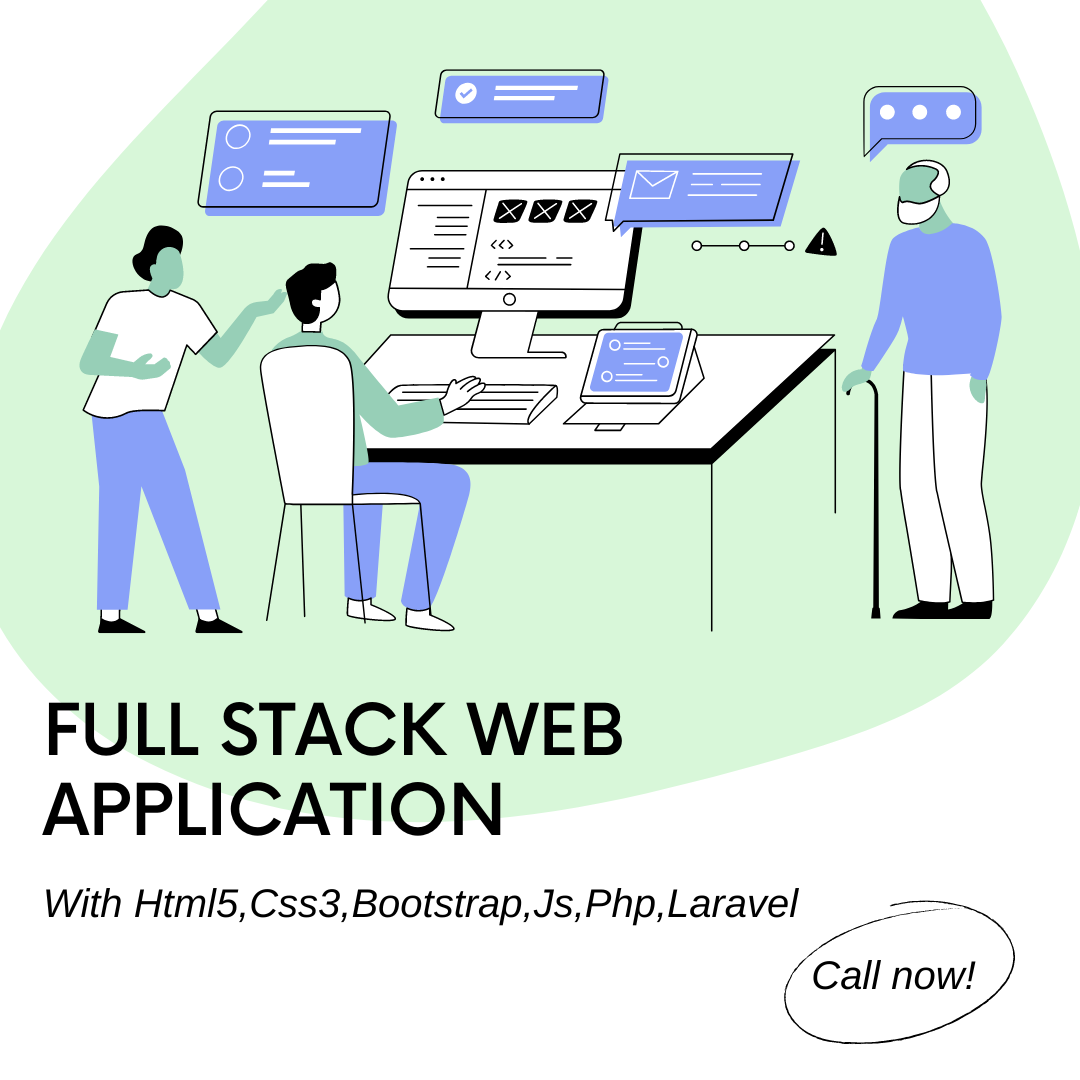 FULL STACK WEB
APPLICATION
With Html5,Css3,Bootstrap,Js,Php,Laravel
Call now!